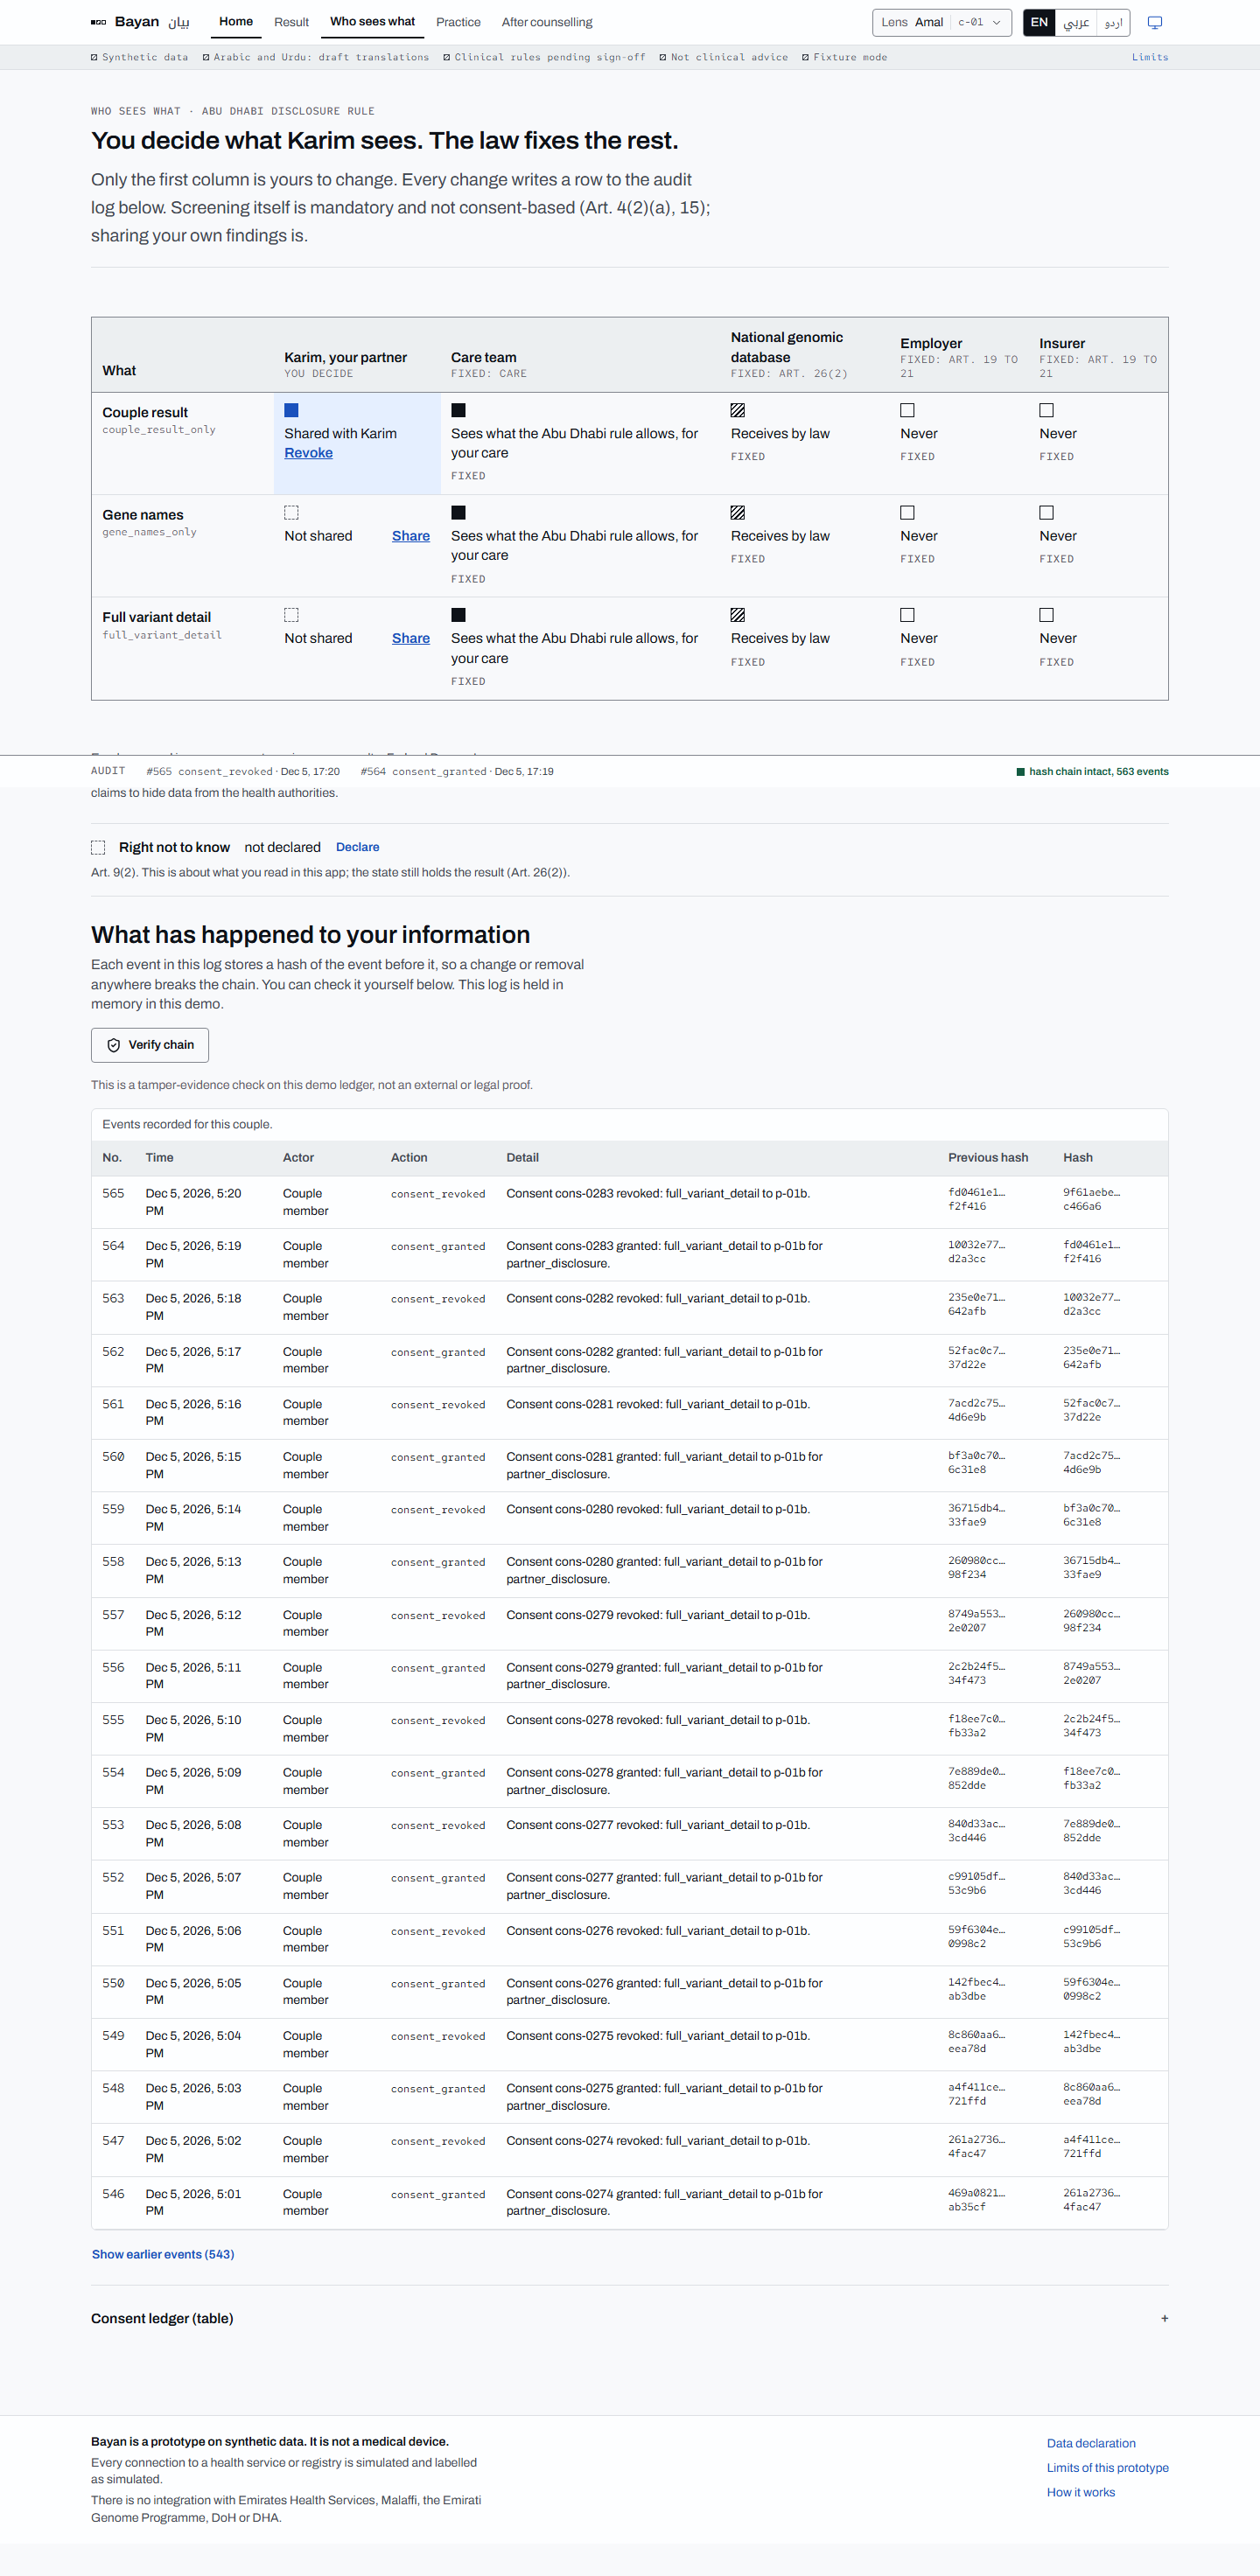 Bayan بيان Home Result Who sees what Practice After counselling Lens Amal c-01 EN عربي اردو
Synthetic data Arabic and Urdu: draft translations Clinical rules pending sign-off Not clinical advice Fixture mode Limits
WHO SEES WHAT · ABU DHABI DISCLOSURE RULE
You decide what Karim sees. The law fixes the rest.
Only the first column is yours to change. Every change writes a row to the audit
log below. Screening itself is mandatory and not consent-based (Art. 4(2)(a), 15);
sharing your own findings is.
What
Karim, your partner
YOU DECIDE
Care team
FIXED: CARE
National genomic
database
FIXED: ART. 26(2)
Employer
FIXED: ART. 19 TO
21
Insurer
FIXED: ART. 19 TO
21
Couple result
couple_result_only
Shared with Karim
Revoke
Sees what the Abu Dhabi rule allows, for
your care
FIXED
Receives by law
FIXED
Never
FIXED
Never
FIXED
Gene names
gene_names_only
Not shared Share
Sees what the Abu Dhabi rule allows, for
your care
FIXED
Receives by law
FIXED
Never
FIXED
Never
FIXED
Full variant detail
full_variant_detail
Not shared Share
Sees what the Abu Dhabi rule allows, for
your care
FIXED
Receives by law
FIXED
Never
FIXED
Never
FIXED
AUDIT #565 consent_revoked · Dec 5, 17:20 #564 consent_granted · Dec 5, 17:19 hash chain intact, 563 events
claims to hide data from the health authorities.
Right not to know not declared Declare
Art. 9(2). This is about what you read in this app; the state still holds the result (Art. 26(2)).
What has happened to your information
Each event in this log stores a hash of the event before it, so a change or removal
anywhere breaks the chain. You can check it yourself below. This log is held in
memory in this demo.
Verify chain
This is a tamper-evidence check on this demo ledger, not an external or legal proof.
Events recorded for this couple.
No. Time Actor Action Detail Previous hash Hash
565 Dec 5, 2026, 5:20 Couple consent_revoked Consent cons-0283 revoked: full_variant_detail to p-01b. fd0461e1… 9f61aebe…
PM member f2f416 c466a6
564 Dec 5, 2026, 5:19 Couple consent_granted Consent cons-0283 granted: full_variant_detail to p-01b for 10032e77… fd0461e1…
PM member partner_disclosure. d2a3cc f2f416
563 Dec 5, 2026, 5:18 Couple consent_revoked Consent cons-0282 revoked: full_variant_detail to p-01b. 235e0e71… 10032e77…
PM member 642afb d2a3cc
562 Dec 5, 2026, 5:17 Couple consent_granted Consent cons-0282 granted: full_variant_detail to p-01b for 52fac0c7… 235e0e71…
PM member partner_disclosure. 37d22e 642afb
561 Dec 5, 2026, 5:16 Couple consent_revoked Consent cons-0281 revoked: full_variant_detail to p-01b. 7acd2c75… 52fac0c7…
PM member 4d6e9b 37d22e
560 Dec 5, 2026, 5:15 Couple consent_granted Consent cons-0281 granted: full_variant_detail to p-01b for bf3a0c70… 7acd2c75…
PM member partner_disclosure. 6c31e8 4d6e9b
559 Dec 5, 2026, 5:14 Couple consent_revoked Consent cons-0280 revoked: full_variant_detail to p-01b. 36715db4… bf3a0c70…
PM member 33fae9 6c31e8
558 Dec 5, 2026, 5:13 Couple consent_granted Consent cons-0280 granted: full_variant_detail to p-01b for 260980cc… 36715db4…
PM member partner_disclosure. 98f234 33fae9
557 Dec 5, 2026, 5:12 Couple consent_revoked Consent cons-0279 revoked: full_variant_detail to p-01b. 8749a553… 260980cc…
PM member 2e0207 98f234
556 Dec 5, 2026, 5:11 Couple consent_granted Consent cons-0279 granted: full_variant_detail to p-01b for 2c2b24f5… 8749a553…
PM member partner_disclosure. 34f473 2e0207
555 Dec 5, 2026, 5:10 Couple consent_revoked Consent cons-0278 revoked: full_variant_detail to p-01b. f18ee7c0… 2c2b24f5…
PM member fb33a2 34f473
554 Dec 5, 2026, 5:09 Couple consent_granted Consent cons-0278 granted: full_variant_detail to p-01b for 7e889de0… f18ee7c0…
PM member partner_disclosure. 852dde fb33a2
553 Dec 5, 2026, 5:08 Couple consent_revoked Consent cons-0277 revoked: full_variant_detail to p-01b. 840d33ac… 7e889de0…
PM member 3cd446 852dde
552 Dec 5, 2026, 5:07 Couple consent_granted Consent cons-0277 granted: full_variant_detail to p-01b for c99105df… 840d33ac…
PM member partner_disclosure. 53c9b6 3cd446
551 Dec 5, 2026, 5:06 Couple consent_revoked Consent cons-0276 revoked: full_variant_detail to p-01b. 59f6304e… c99105df…
PM member 0998c2 53c9b6
550 Dec 5, 2026, 5:05 Couple consent_granted Consent cons-0276 granted: full_variant_detail to p-01b for 142fbec4… 59f6304e…
PM member partner_disclosure. ab3dbe 0998c2
549 Dec 5, 2026, 5:04 Couple consent_revoked Consent cons-0275 revoked: full_variant_detail to p-01b. 8c860aa6… 142fbec4…
PM member eea78d ab3dbe
548 Dec 5, 2026, 5:03 Couple consent_granted Consent cons-0275 granted: full_variant_detail to p-01b for a4f411ce… 8c860aa6…
PM member partner_disclosure. 721ffd eea78d
547 Dec 5, 2026, 5:02 Couple consent_revoked Consent cons-0274 revoked: full_variant_detail to p-01b. 261a2736… a4f411ce…
PM member 4fac47 721ffd
546 Dec 5, 2026, 5:01 Couple consent_granted Consent cons-0274 granted: full_variant_detail to p-01b for 469a0821… 261a2736…
PM member partner_disclosure. ab35cf 4fac47
Show earlier events (543)
Consent ledger (table) +
Bayan is a prototype on synthetic data. It is not a medical device.
Every connection to a health service or registry is simulated and labelled
as simulated.
There is no integration with Emirates Health Services, Malaffi, the Emirati
Genome Programme, DoH or DHA.
Data declaration
Limits of this prototype
How it works